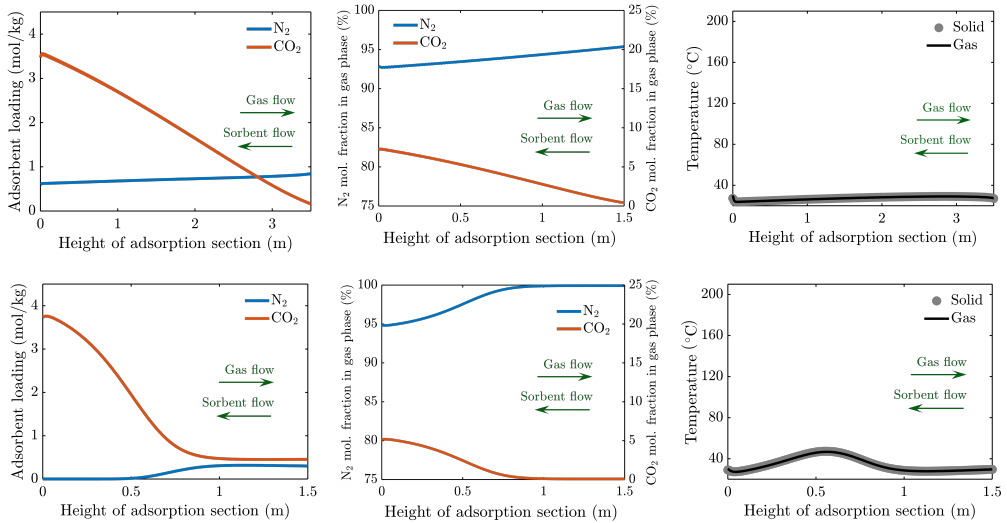 4
3
2
1
0
0
1
2
3
Adsorbent loading (mol/kg)
Height of adsorption section (m)
N₂
CO₂
Gas flow
Sorbent flow
100
95
90
85
80
75
25
20
15
10
5
0
0
0.5
1
1.5
N₂ mol. fraction in gas phase (%)
CO₂ mol. fraction in gas phase (%)
Height of adsorption section (m)
N₂
CO₂
Gas flow
Sorbent flow
200
160
120
80
40
0
1
2
3
Temperature (°C)
Height of adsorption section (m)
Solid
Gas
Gas flow
Sorbent flow
4
3
2
1
0
0
0.5
1
1.5
Adsorbent loading (mol/kg)
Height of adsorption section (m)
N₂
CO₂
Gas flow
Sorbent flow
100
95
90
85
80
75
25
20
15
10
5
0
0
0.5
1
1.5
N₂ mol. fraction in gas phase (%)
CO₂ mol. fraction in gas phase (%)
Height of adsorption section (m)
N₂
CO₂
Gas flow
Sorbent flow
200
160
120
80
40
0
0.5
1
1.5
Temperature (°C)
Height of adsorption section (m)
Solid
Gas
Gas flow
Sorbent flow